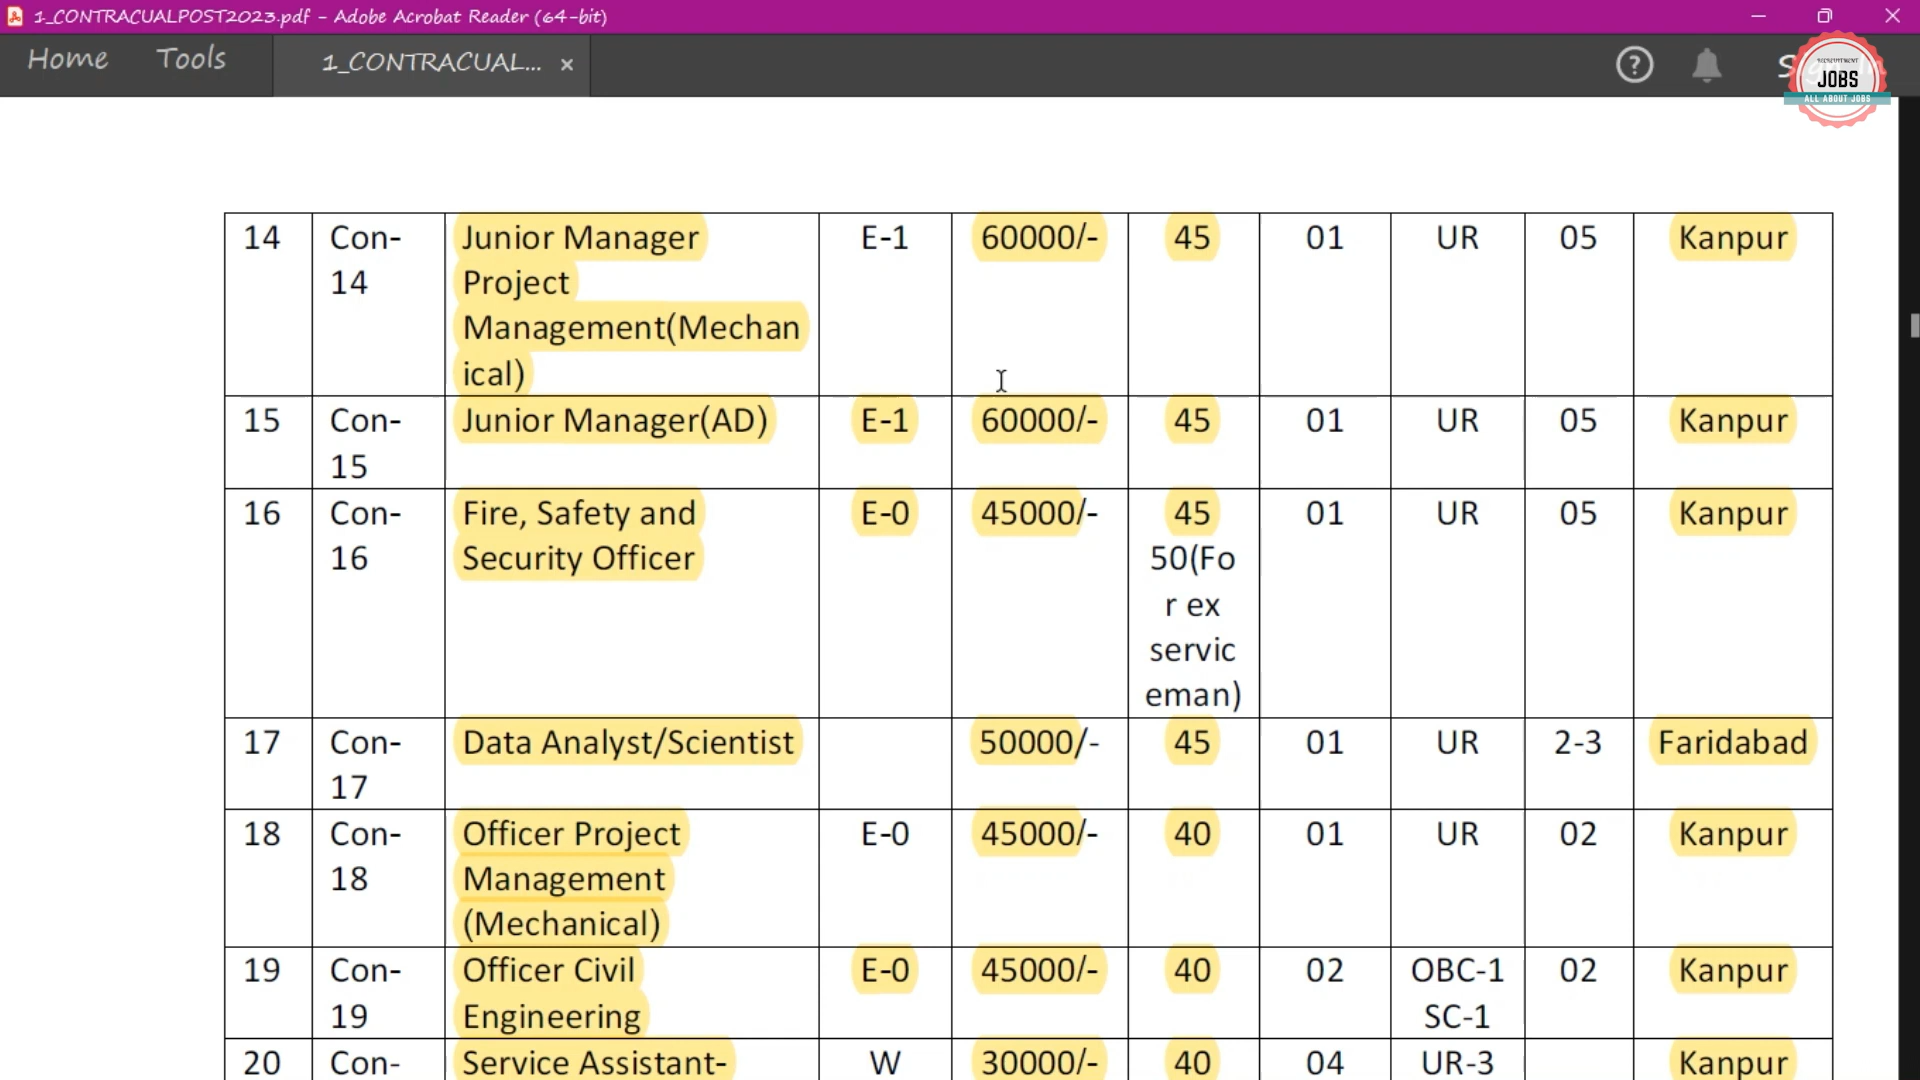 1_CONTRACUALPOST2023.pdf - Adobe Acrobat Reader (64-bit)
Home Tools 1_CONTRACUAL... ×
RECRUITMENT
JOBS
ALL ABOUT JOBS
14 Con- Junior Manager E-1 60000/- 45 01 UR 05 Kanpur
14 Project
Management(Mechan
ical)
15 Con- Junior Manager(AD) E-1 60000/- 45 01 UR 05 Kanpur
15
16 Con- Fire, Safety and E-0 45000/- 45 01 UR 05 Kanpur
16 Security Officer 50(Fo
r ex
servic
eman)
17 Con- Data Analyst/Scientist 50000/- 45 01 UR 2-3 Faridabad
17
18 Con- Officer Project E-0 45000/- 40 01 UR 02 Kanpur
18 Management
(Mechanical)
19 Con- Officer Civil E-0 45000/- 40 02 OBC-1 02 Kanpur
19 Engineering SC-1
20 Con- Service Assistant- W 30000/- 40 04 UR-3 Kanpur